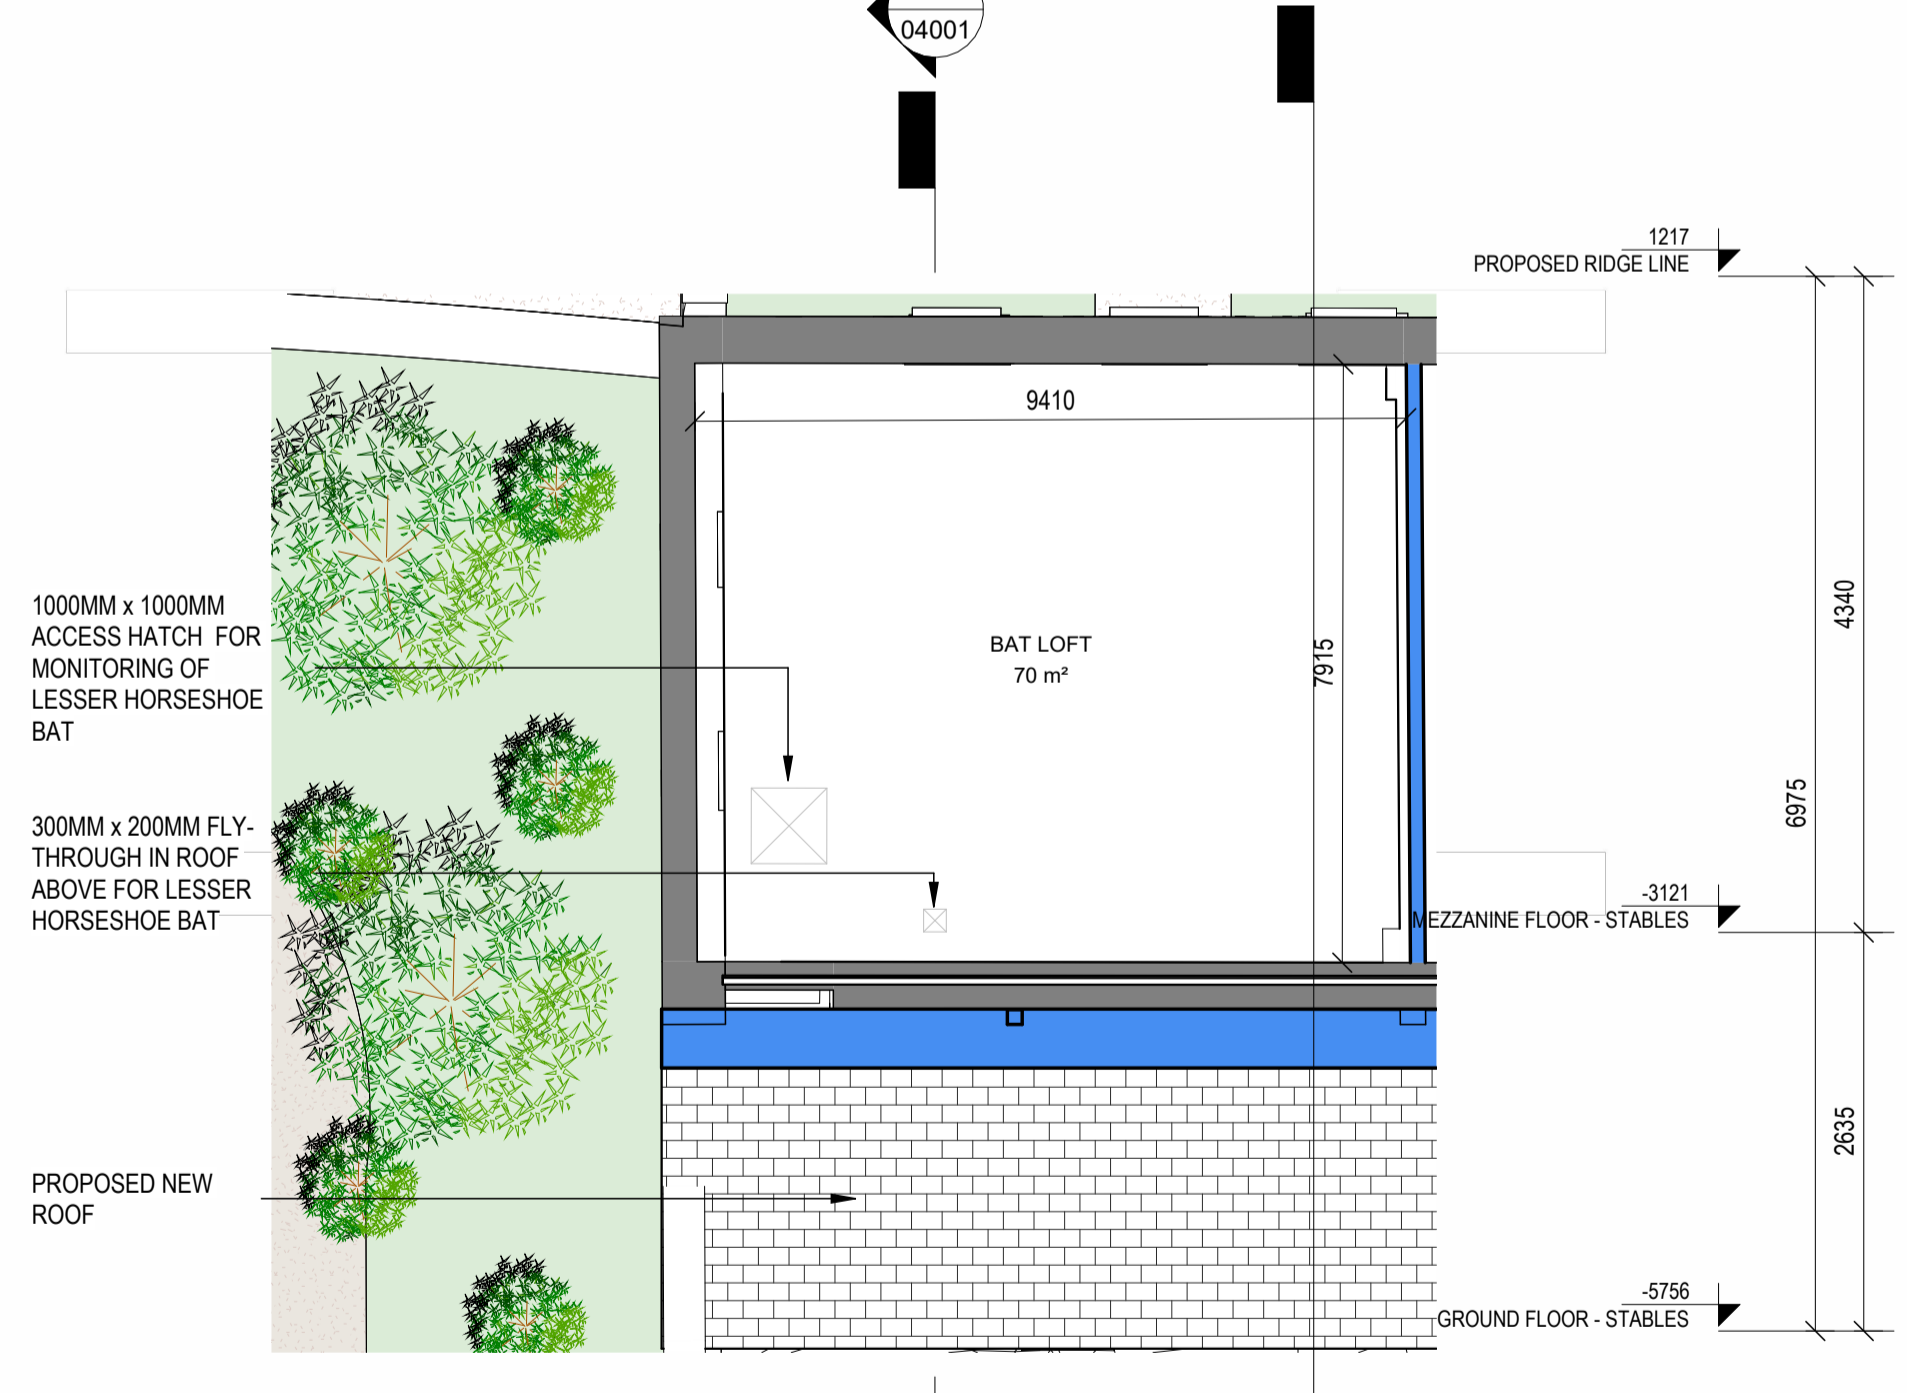 04001
1217
PROPOSED RIDGE LINE
9410
1000MM x 1000MM
ACCESS HATCH FOR
MONITORING OF
LESSER HORSESHOE
BAT
BAT LOFT
70 m²
7915
4340
6975
300MM x 200MM FLY-
THROUGH IN ROOF
ABOVE FOR LESSER
HORSESHOE BAT
-3121
MEZZANINE FLOOR - STABLES
2635
PROPOSED NEW
ROOF
-5756
GROUND FLOOR - STABLES